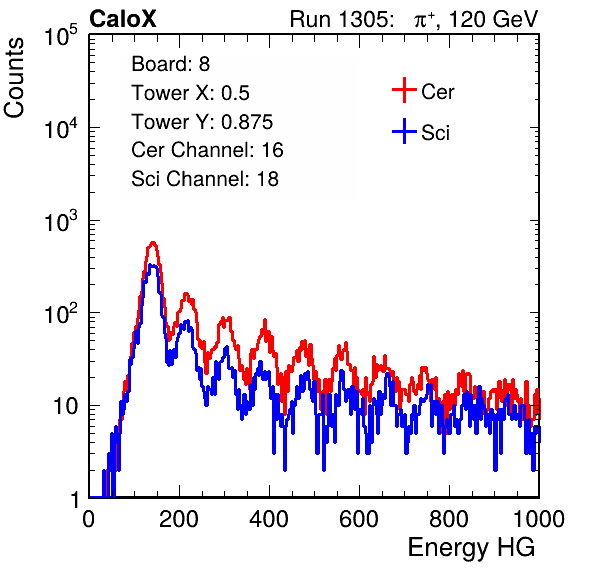 CaloX Run 1305: π⁺, 120 GeV
Counts
10⁵
10⁴
10³
10²
10
1
Board: 8
Tower X: 0.5
Tower Y: 0.875
Cer Channel: 16
Sci Channel: 18
Cer
Sci
0 200 400 600 800 1000
Energy HG